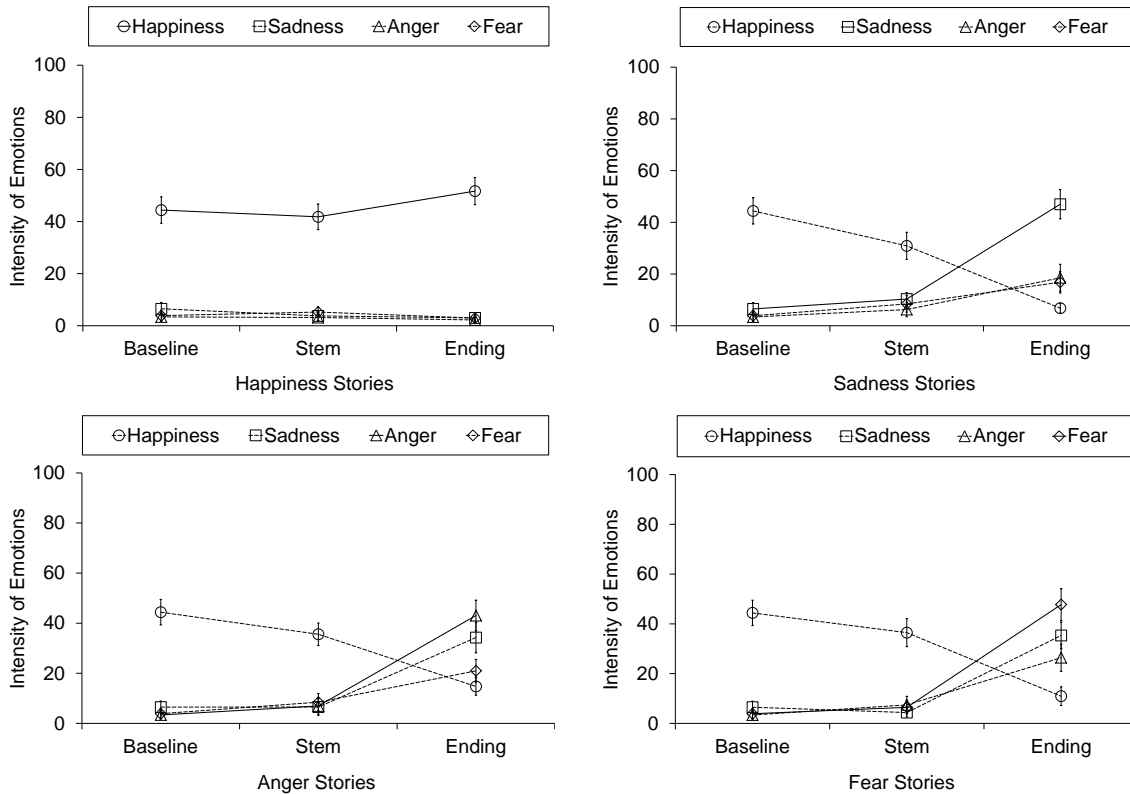 Happiness Sadness Anger Fear
Intensity of Emotions
100
80
60
40
20
0
Baseline Stem Ending
Happiness Stories
Happiness Sadness Anger Fear
Intensity of Emotions
100
80
60
40
20
0
Baseline Stem Ending
Sadness Stories
Happiness Sadness Anger Fear
Intensity of Emotions
100
80
60
40
20
0
Baseline Stem Ending
Anger Stories
Happiness Sadness Anger Fear
Intensity of Emotions
100
80
60
40
20
0
Baseline Stem Ending
Fear Stories